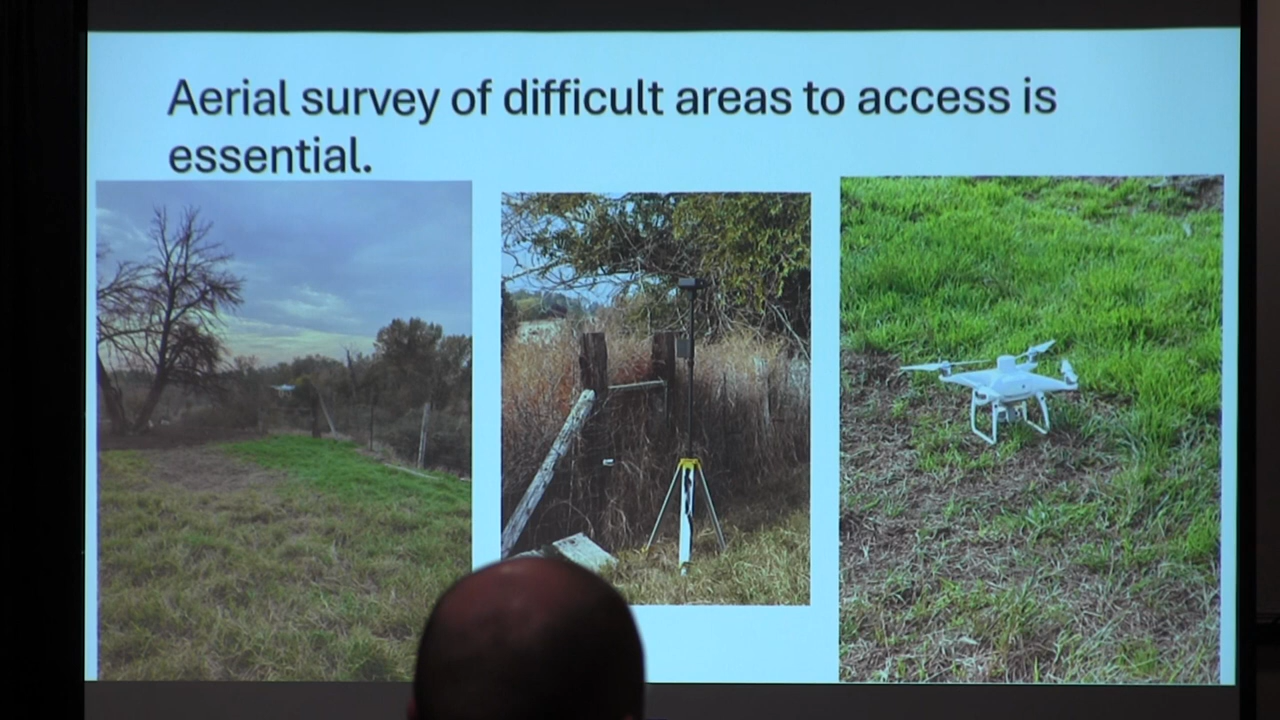 Aerial survey of difficult areas to access is
essential.